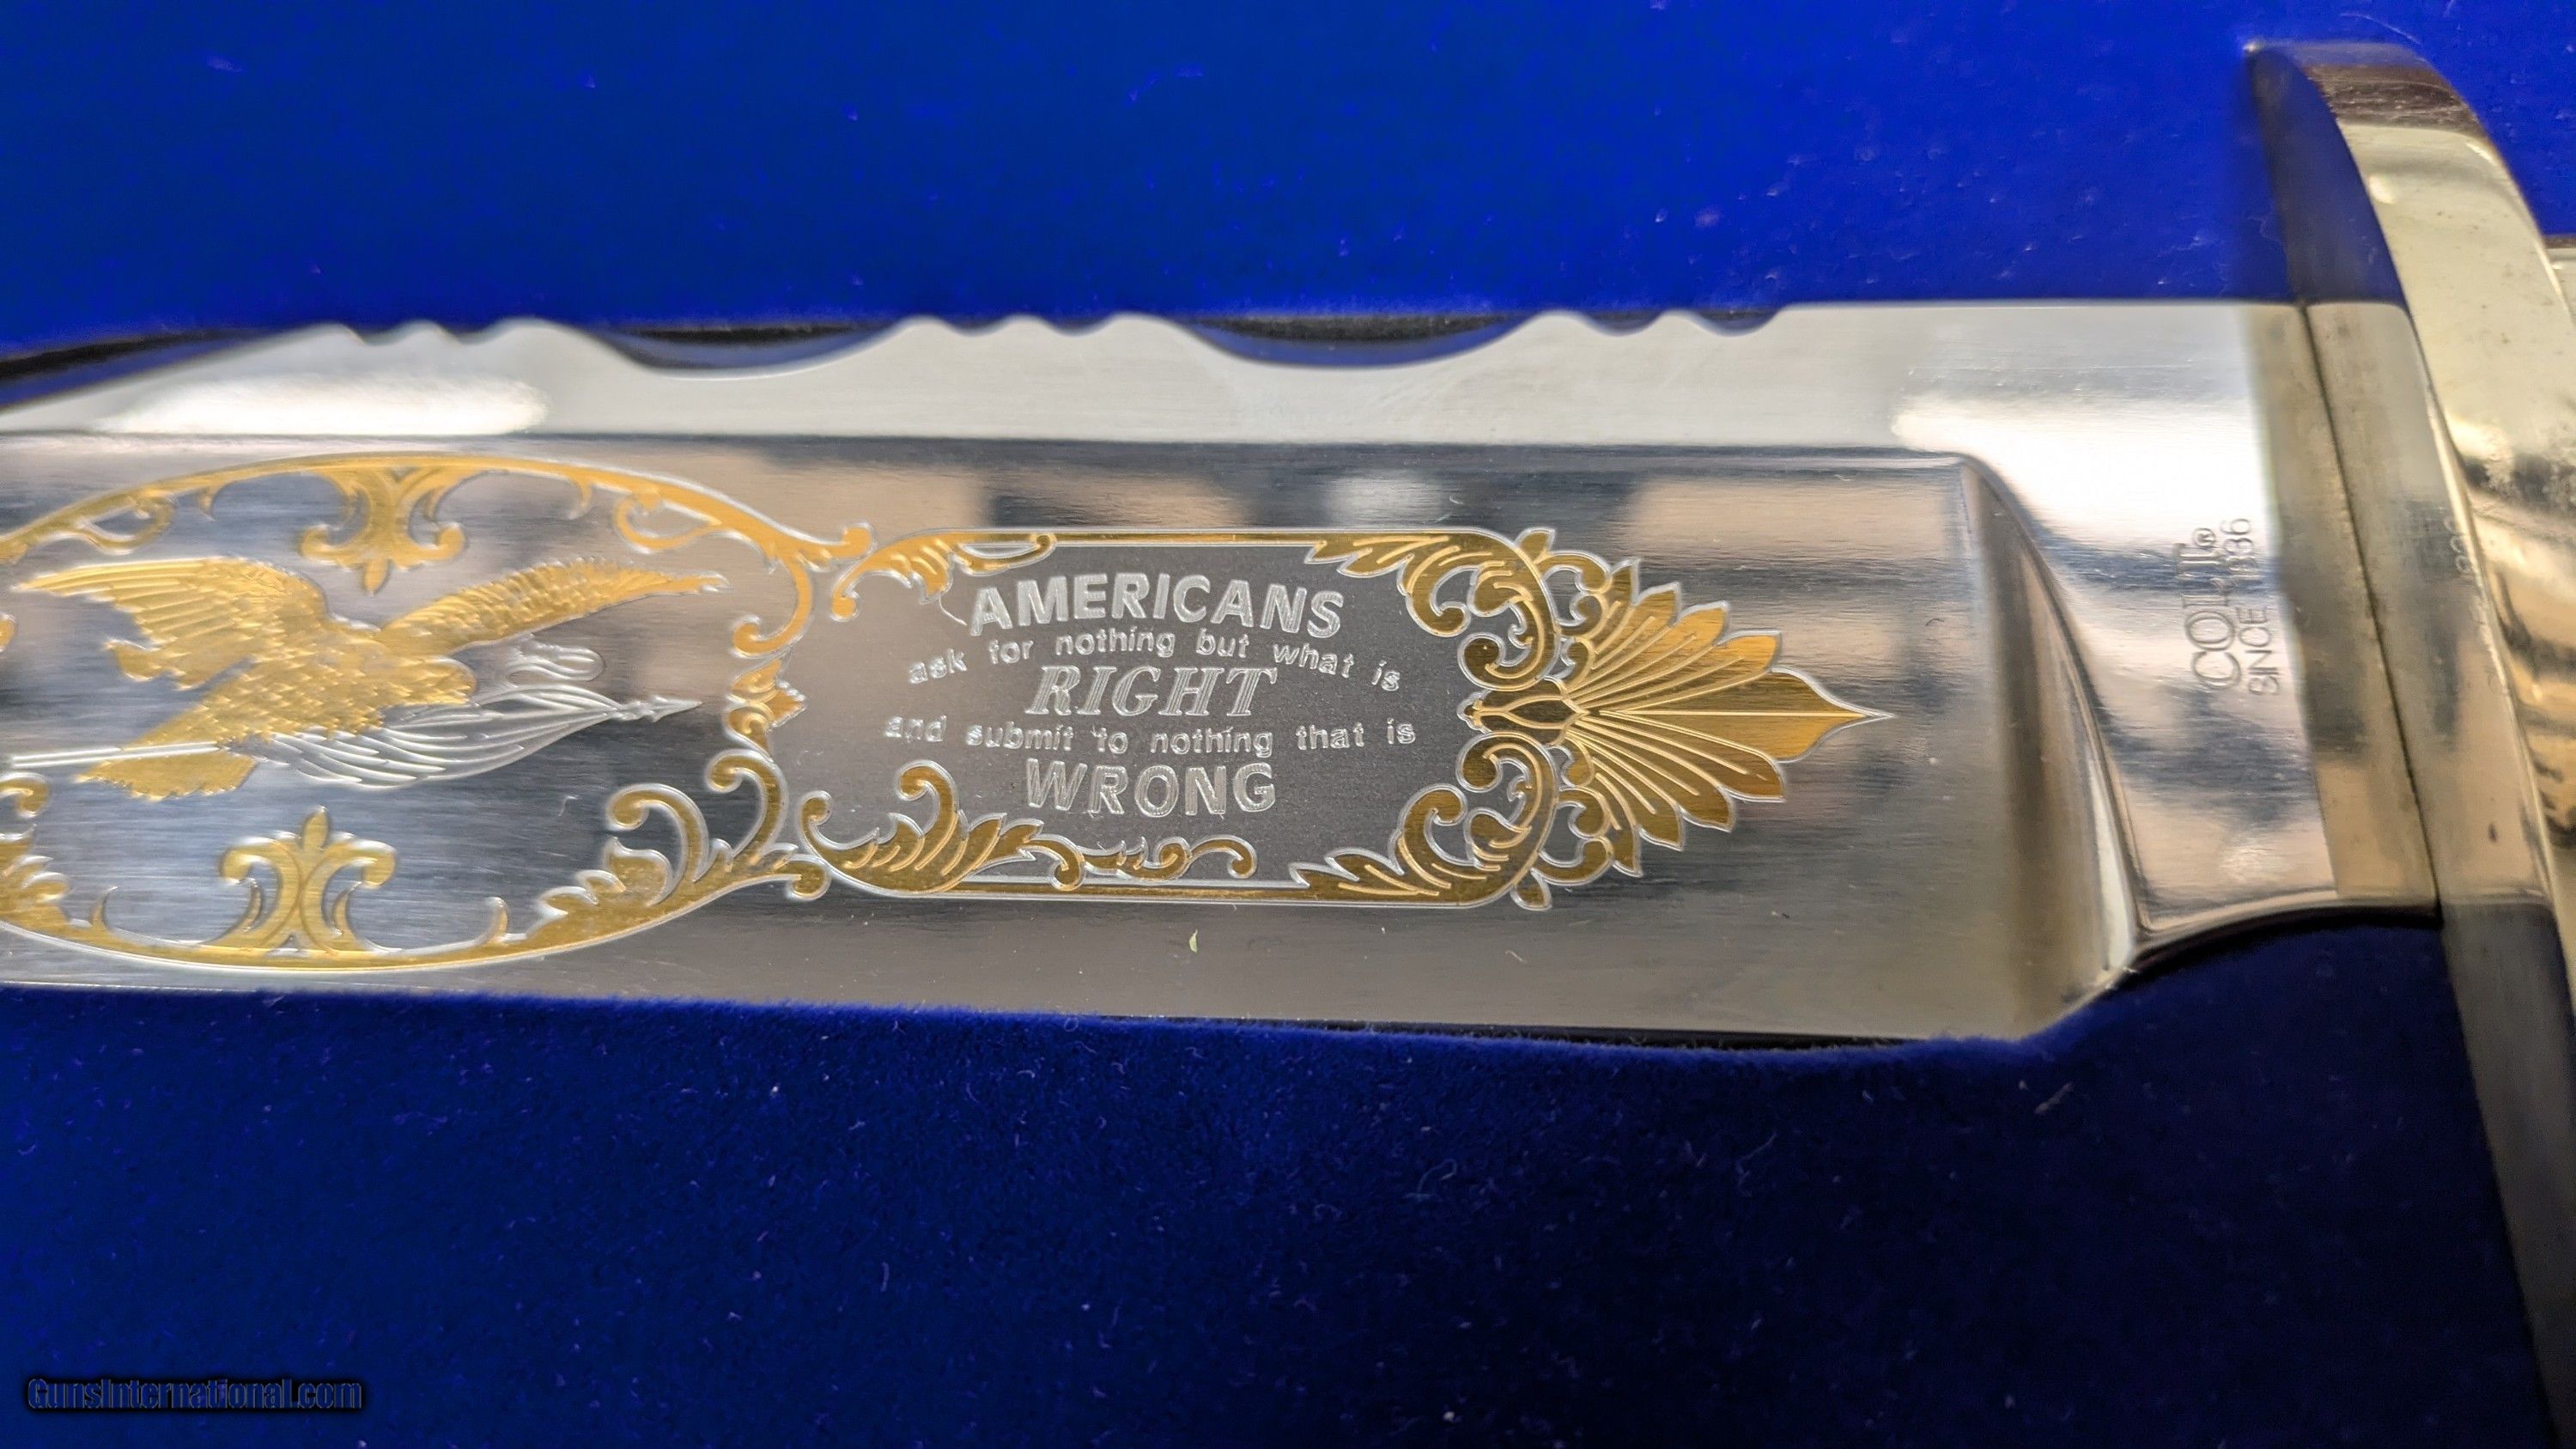 AMERICANS
ask for nothing but what is
RIGHT
and submit to nothing that is
WRONG
COLT®
SINCE 1836
GunsInternational.com